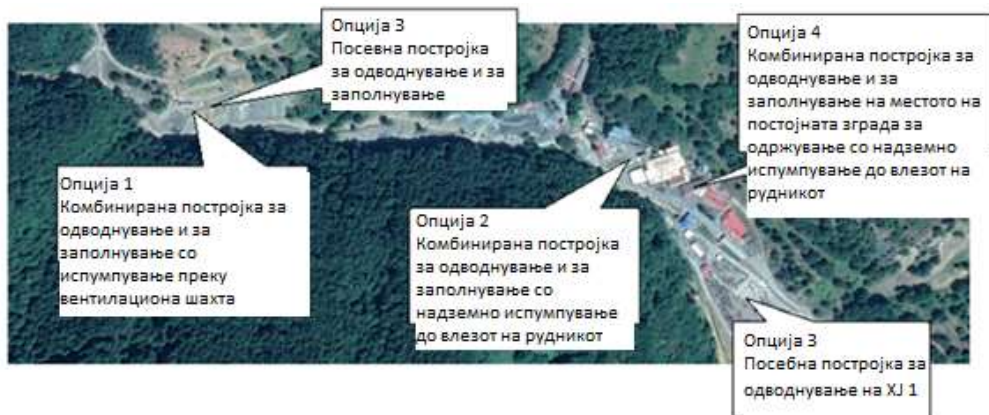 Опција 3
Посевна постројка
за одводнување и за
заполнување
Опција 4
Комбинирана постројка за
одводнување и за
заполнување на местото на
постојната зграда за
одржување со надземно
испумпување до влезот на
рудникот
Опција 1
Комбинирана постројка за
одводнување и за
заполнување со
испумпување преку
вентилациона шахта
Опција 2
Комбинирана постројка
за одводнување и за
заполнување со
надземно испумпување
до влезот на рудникот
Опција 3
Посебна постројка за
одводнување на ХЈ 1